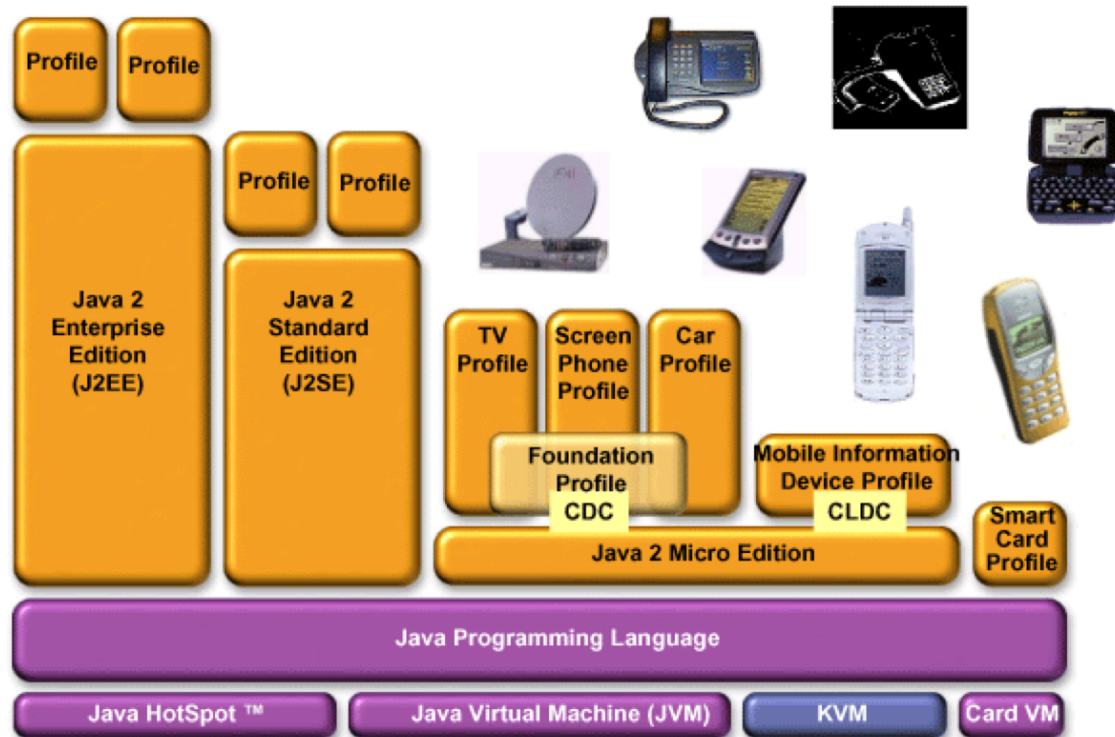 Profile
Profile
Profile
Profile
Java 2
Enterprise
Edition
(J2EE)
Java 2
Standard
Edition
(J2SE)
TV
Profile
Screen
Phone
Profile
Car
Profile
Foundation
Profile
CDC
Mobile Information
Device Profile
CLDC
Java 2 Micro Edition
Smart
Card
Profile
Java Programming Language
Java HotSpot ™
Java Virtual Machine (JVM)
KVM
Card VM